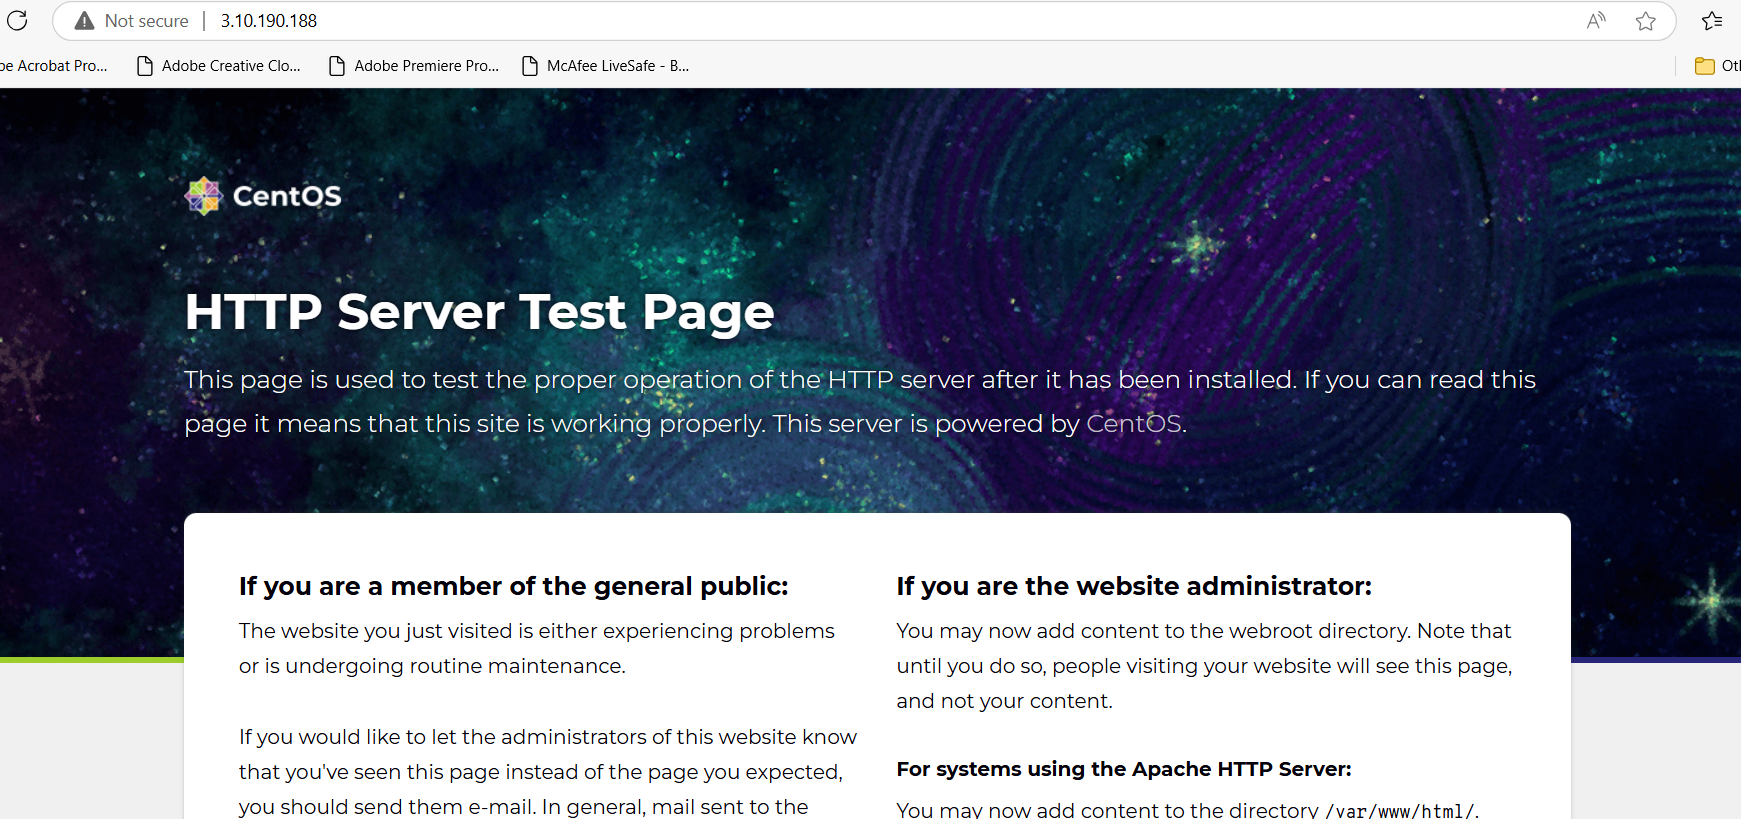 Not secure | 3.10.190.188
be Acrobat Pro...
Adobe Creative Clo...
Adobe Premiere Pro...
McAfee LiveSafe - B...
Ot
CentOS
HTTP Server Test Page
This page is used to test the proper operation of the HTTP server after it has been installed. If you can read this
page it means that this site is working properly. This server is powered by CentOS.
If you are a member of the general public:
The website you just visited is either experiencing problems
or is undergoing routine maintenance.
If you would like to let the administrators of this website know
that you've seen this page instead of the page you expected,
you should send them e-mail. In general, mail sent to the
If you are the website administrator:
You may now add content to the webroot directory. Note that
until you do so, people visiting your website will see this page,
and not your content.
For systems using the Apache HTTP Server:
You may now add content to the directory /var/www/html/.